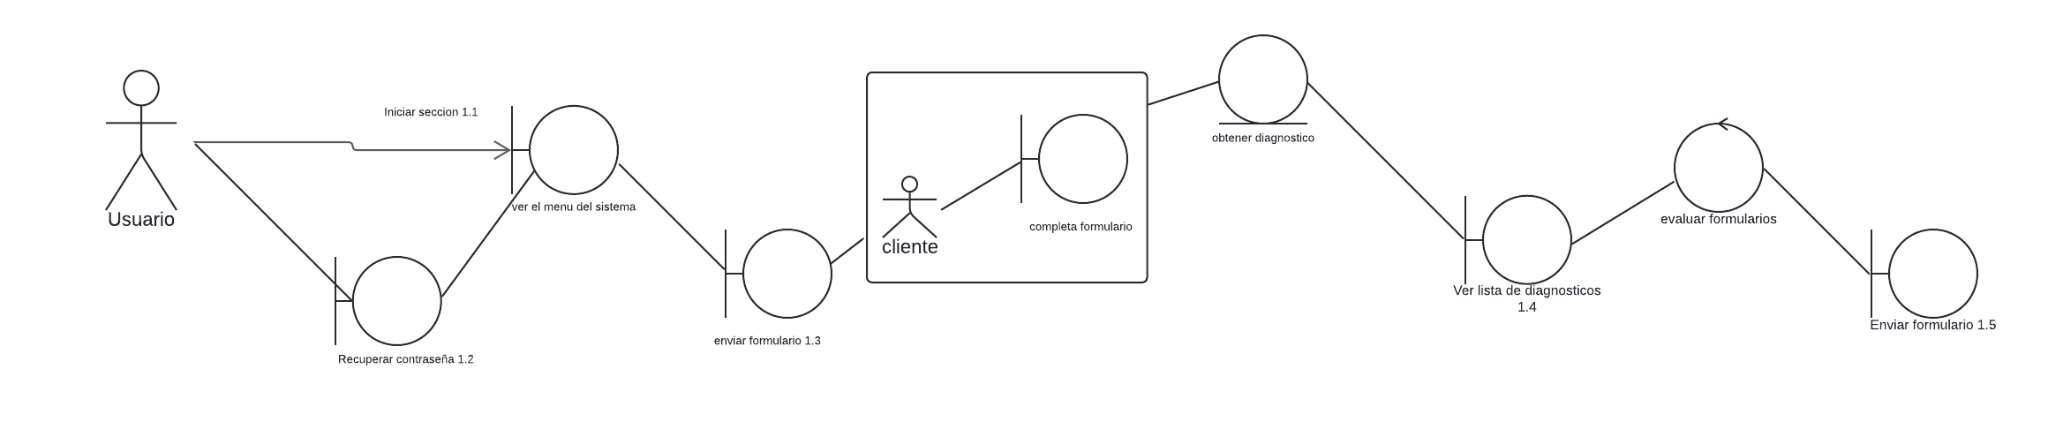 Iniciar seccion 1.1
Usuario
ver el menu del sistema
Recuperar contraseña 1.2
enviar formulario 1.3
cliente
completa formulario
obtener diagnostico
Ver lista de diagnosticos
1.4
evaluar formularios
Enviar formulario 1.5